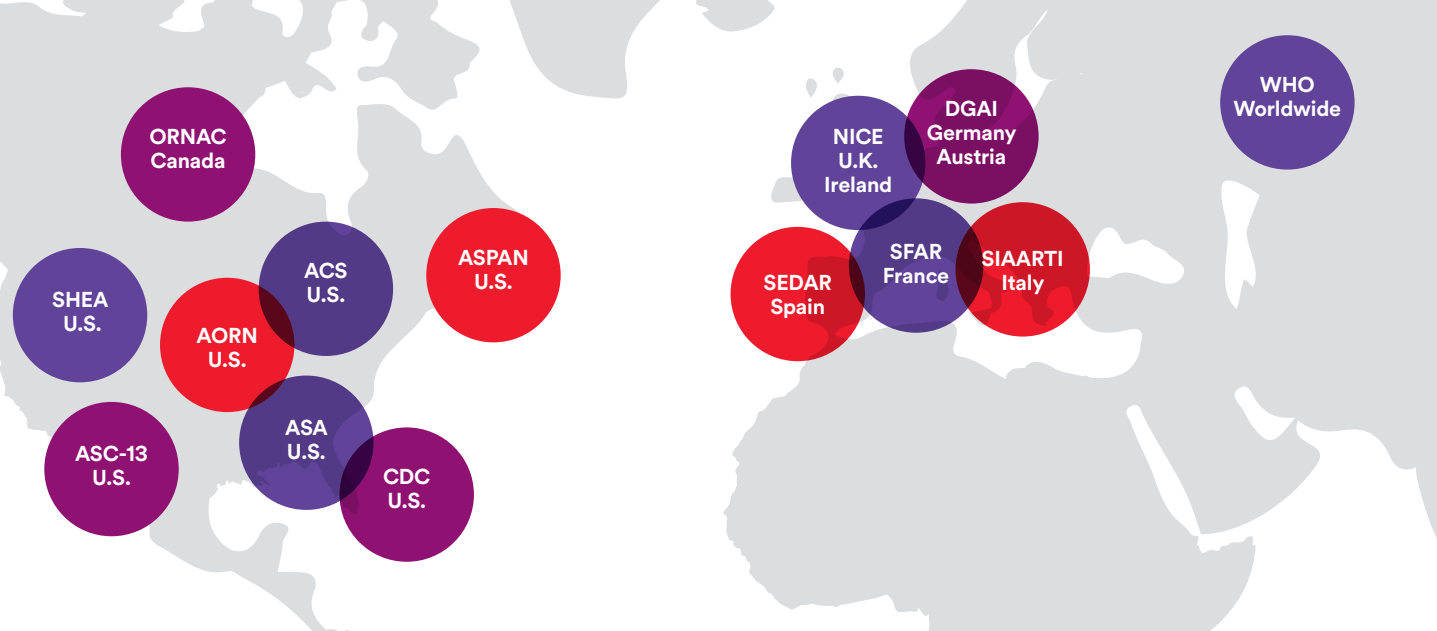 ORNAC
Canada
SHEA
U.S.
AORN
U.S.
ACS
U.S.
ASPAN
U.S.
ASC-13
U.S.
ASA
U.S.
CDC
U.S.
NICE
U.K.
Ireland
DGAI
Germany
Austria
SEDAR
Spain
SFAR
France
SIAARTI
Italy
WHO
Worldwide